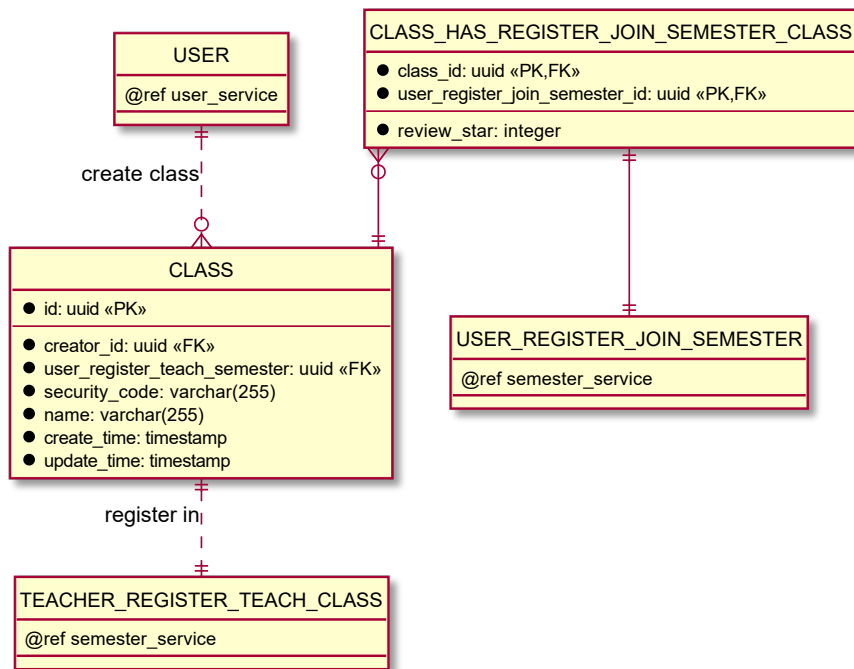 USER
@ref user_service
CLASS_HAS_REGISTER_JOIN_SEMESTER_CLASS
class_id: uuid «PK,FK»
user_register_join_semester_id: uuid «PK,FK»
review_star: integer
create class
CLASS
id: uuid «PK»
creator_id: uuid «FK»
user_register_teach_semester: uuid «FK»
security_code: varchar(255)
name: varchar(255)
create_time: timestamp
update_time: timestamp
USER_REGISTER_JOIN_SEMESTER
@ref semester_service
register in
TEACHER_REGISTER_TEACH_CLASS
@ref semester_service